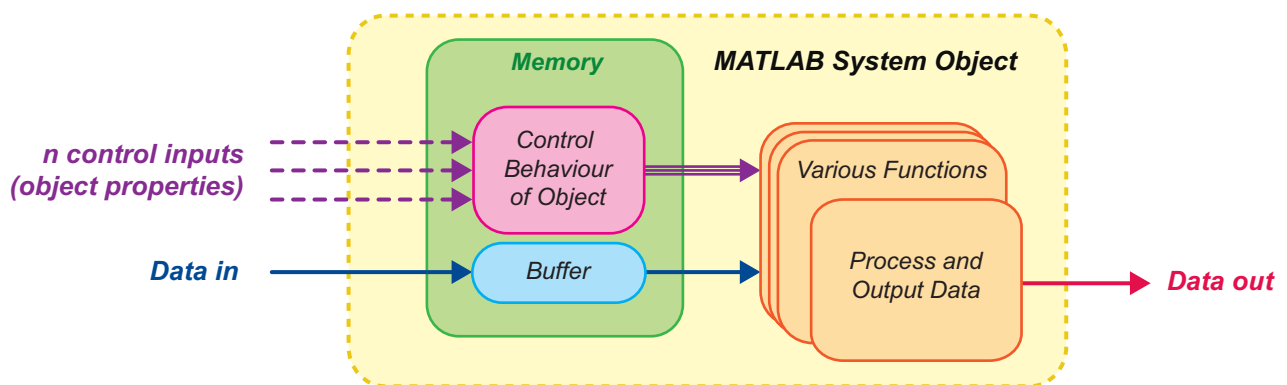 Memory
MATLAB System Object
n control inputs
(object properties)
Control
Behaviour
of Object
Various Functions
Data in
Buffer
Process and
Output Data
Data out